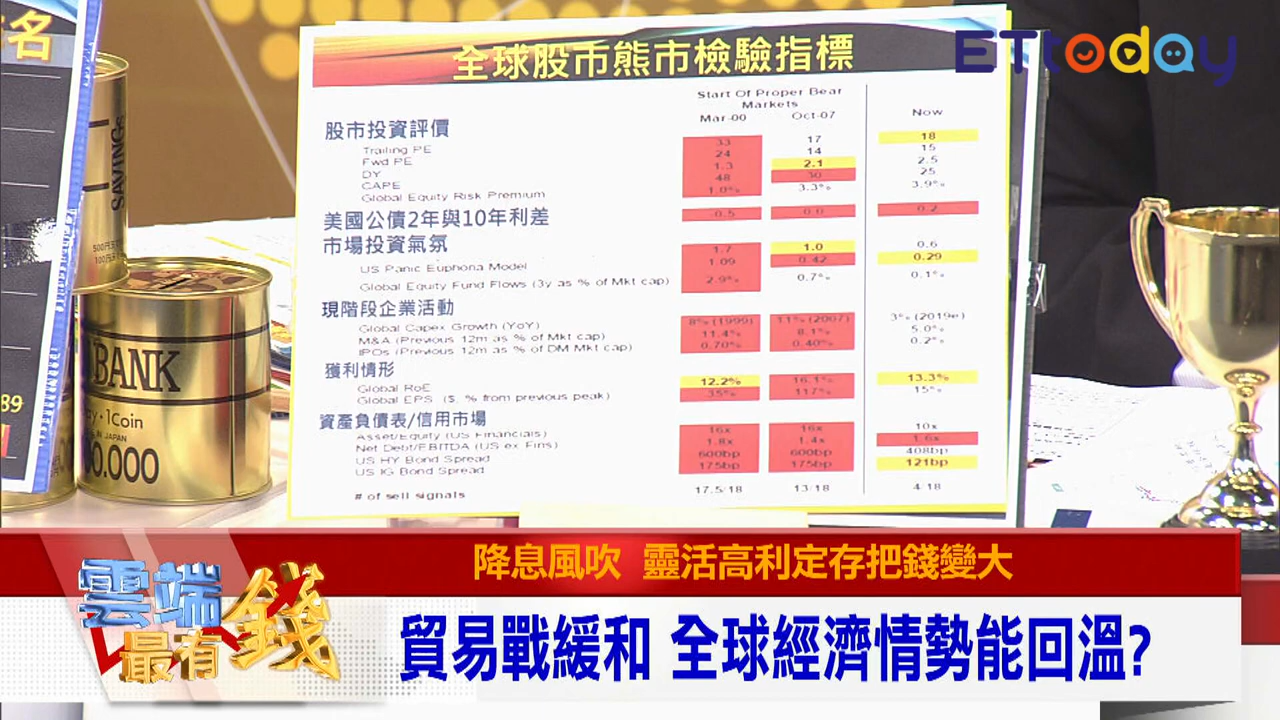 名
全球股市熊市檢驗指標
ETtoday
Start Of Proper Bear
Markets
Mar-00 Oct-07 Now
股市投資評價
Trailing PE 33 17 18
Fwd PE 24 14 15
DY 1.3 2.1 2.5
CAPE 48 30 25
Global Equity Risk Premium 1.0% 3.3% 3.9%
美國公債2年與10年利差 0.5 0.0 0.2
市場投資氣氛
US Panic Euphoria Model 1.7 1.0 0.6
1.09 0.42 0.29
Global Equity Fund Flows (3y as % of Mkt cap) 2.9% 0.7% 0.1%
現階段企業活動
Global Capex Growth (YoY) 8% (1999) 11% (2007) 3% (2019e)
M&A (Previous 12m as % of Mkt cap) 11.4% 8.1% 5.0%
IPOs (Previous 12m as % of DM Mkt cap) 0.70% 0.40% 0.2%
獲利情形
Global RoE 12.2% 16.1% 13.3%
Global EPS ($, % from previous peak) 35% 117% 15%
資產負債表/信用市場
Asset/Equity (US Financials) 16x 16x 10x
Net Debt/EBITDA (US ex Fins) 1.8x 1.4x 1.6x
US HY Bond Spread 600bp 600bp 408bp
US IG Bond Spread 175bp 175bp 121bp
# of sell signals 17.5/18 13/18 4/18
SAVINGS
BANK
1Coin
IN JAPAN
0.000
89
降息風吹 靈活高利定存把錢變大
雲端最有錢
貿易戰緩和 全球經濟情勢能回溫?